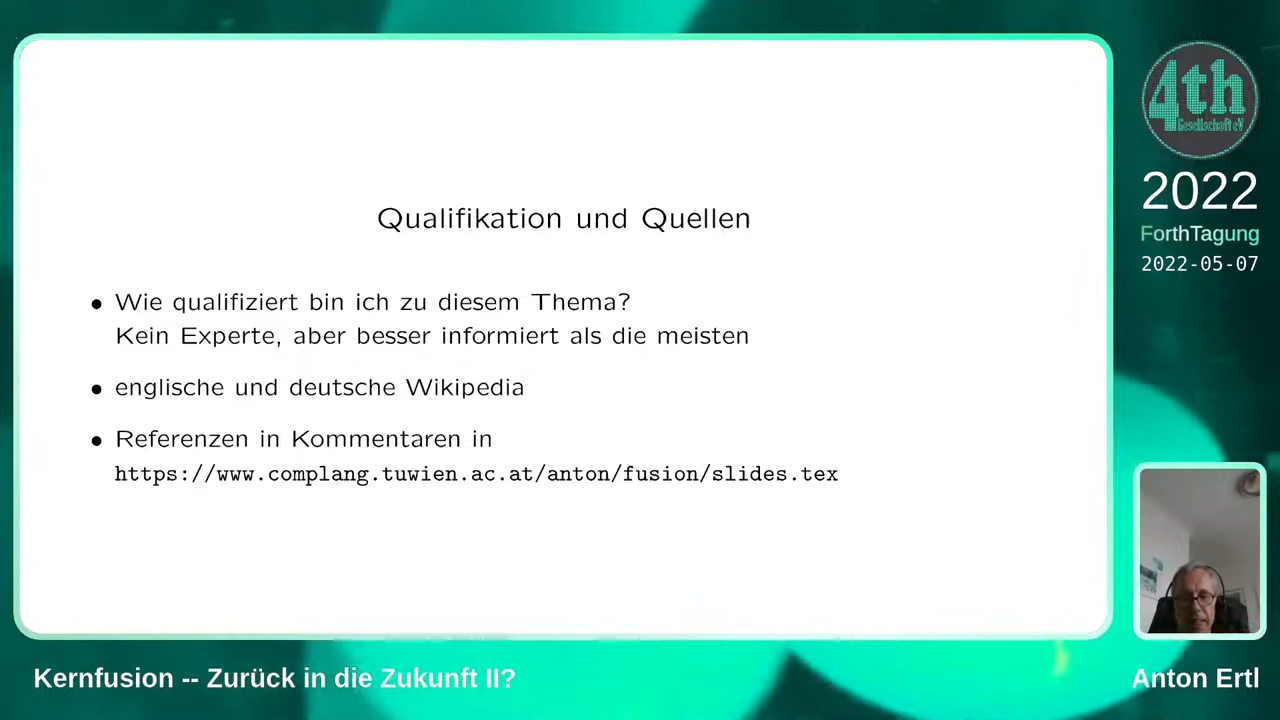 Qualifikation und Quellen
• Wie qualifiziert bin ich zu diesem Thema?
Kein Experte, aber besser informiert als die meisten
• englische und deutsche Wikipedia
• Referenzen in Kommentaren in
https://www.complang.tuwien.ac.at/anton/fusion/slides.tex
4th
Gesellschaft eV
2022
ForthTagung
2022-05-07
Kernfusion -- Zurück in die Zukunft II?
Anton Ertl